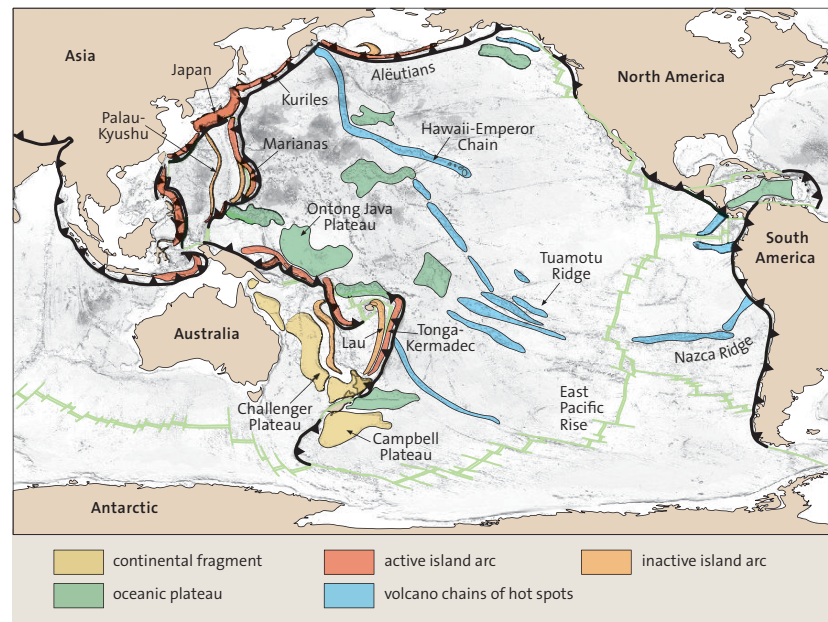 Asia
North America
Japan
Alëutians
Kuriles
Palau-
Kyushu
Marianas
Hawaii-Emperor
Chain
Ontong Java
Plateau
South
America
Tuamotu
Ridge
Australia
Lau
Tonga-
Kermadec
Nazca Ridge
Challenger
Plateau
East
Pacific
Rise
Campbell
Plateau
Antarctic
continental fragment
active island arc
inactive island arc
oceanic plateau
volcano chains of hot spots